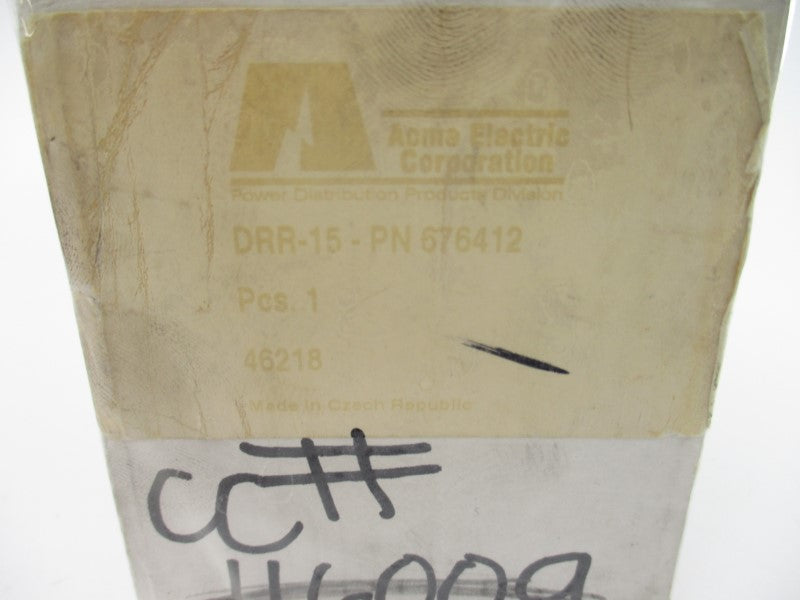 Acme Electric
Corporation
Power Distribution Products Division
DRR-15 - PN 676412
Pcs. 1
46218
Made in Czech Republic
CC#
46009